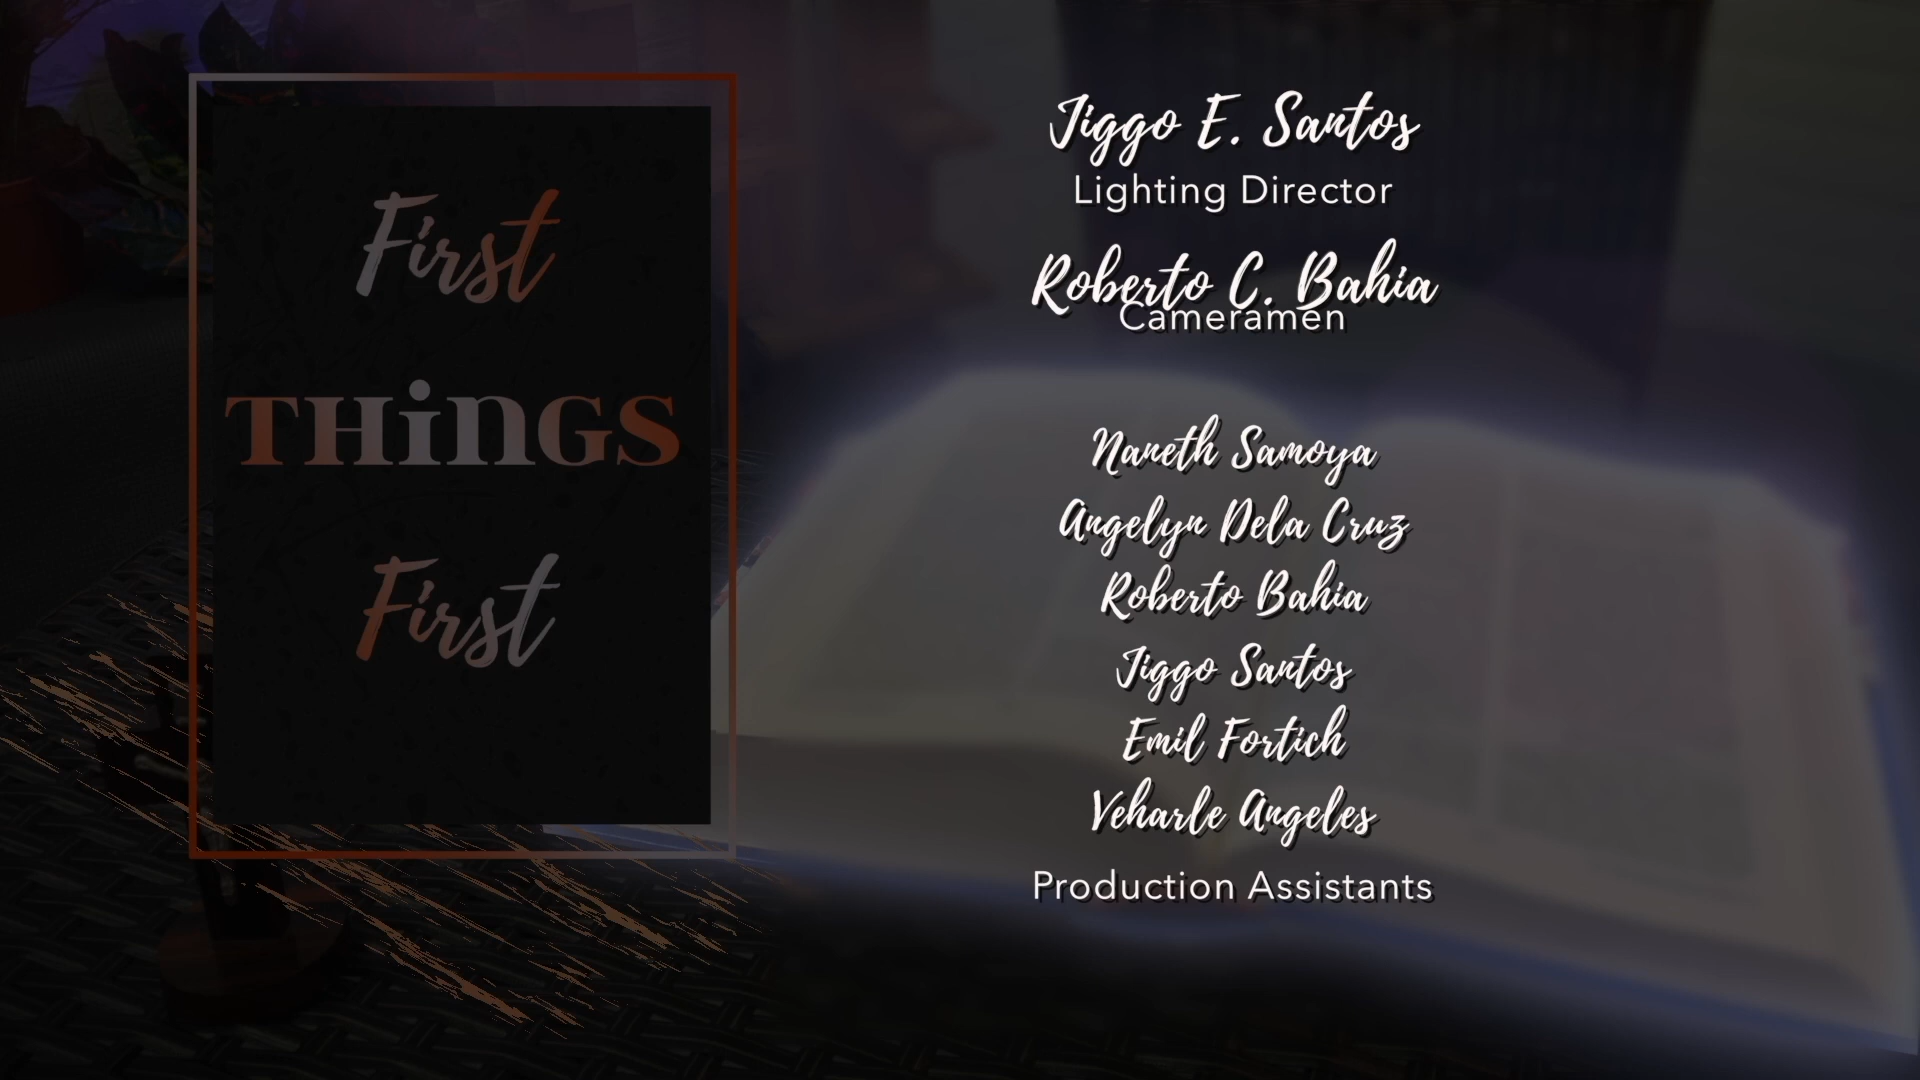 First
THiNGS
First
Jiggo E. Santos
Lighting Director
Roberto C. Bahia
Cameramen
Naneth Samoya
Angelyn Dela Cruz
Roberto Bahia
Jiggo Santos
Emil Fortich
Veharle Angeles
Production Assistants